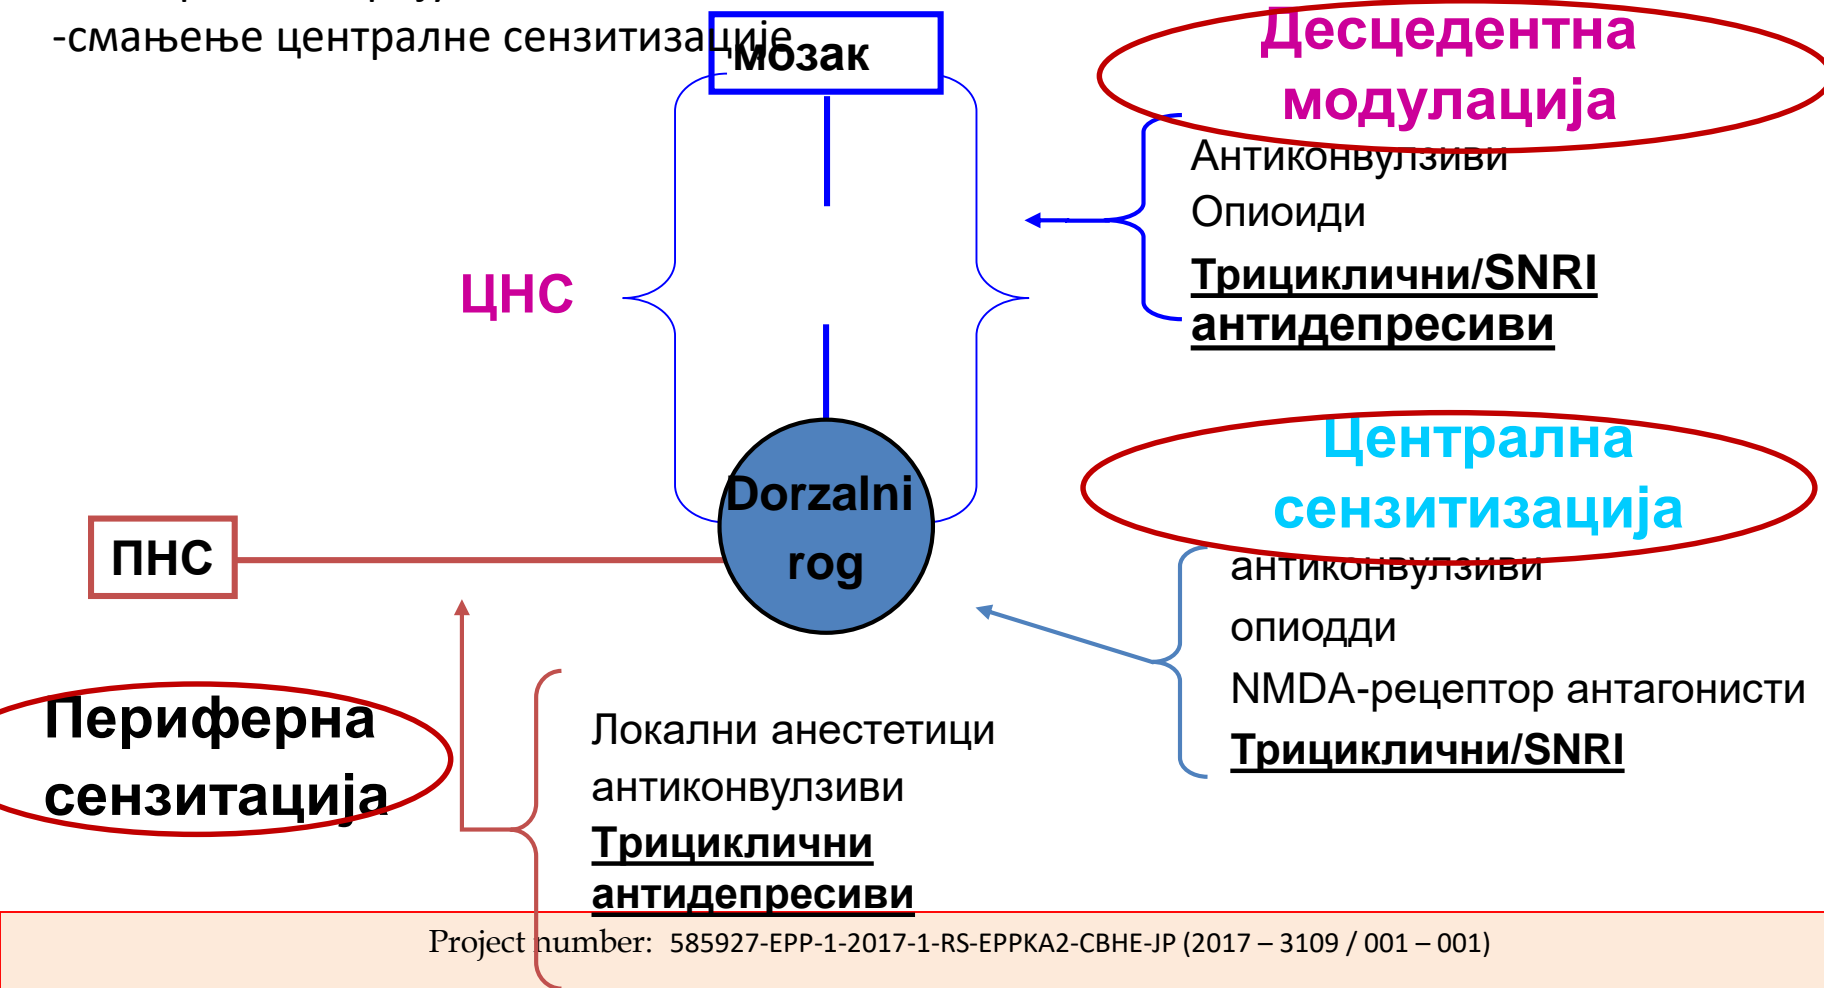 -смањење централне сензитизације
мозак
Десцедентна
модулација
Антиконвулзиви
Опиоиди
Трициклични/SNRI
антидепресиви
ЦНС
Dorzalni
rog
Централна
сензитизација
антиконвулзиви
опиодди
NMDA-рецептор антагонисти
Трициклични/SNRI
ПНС
Периферна
сензитација
Локални анестетици
антиконвулзиви
Трициклични
антидепресиви
Project number: 585927-EPP-1-2017-1-RS-EPPKA2-CBHE-JP (2017 – 3109 / 001 – 001)